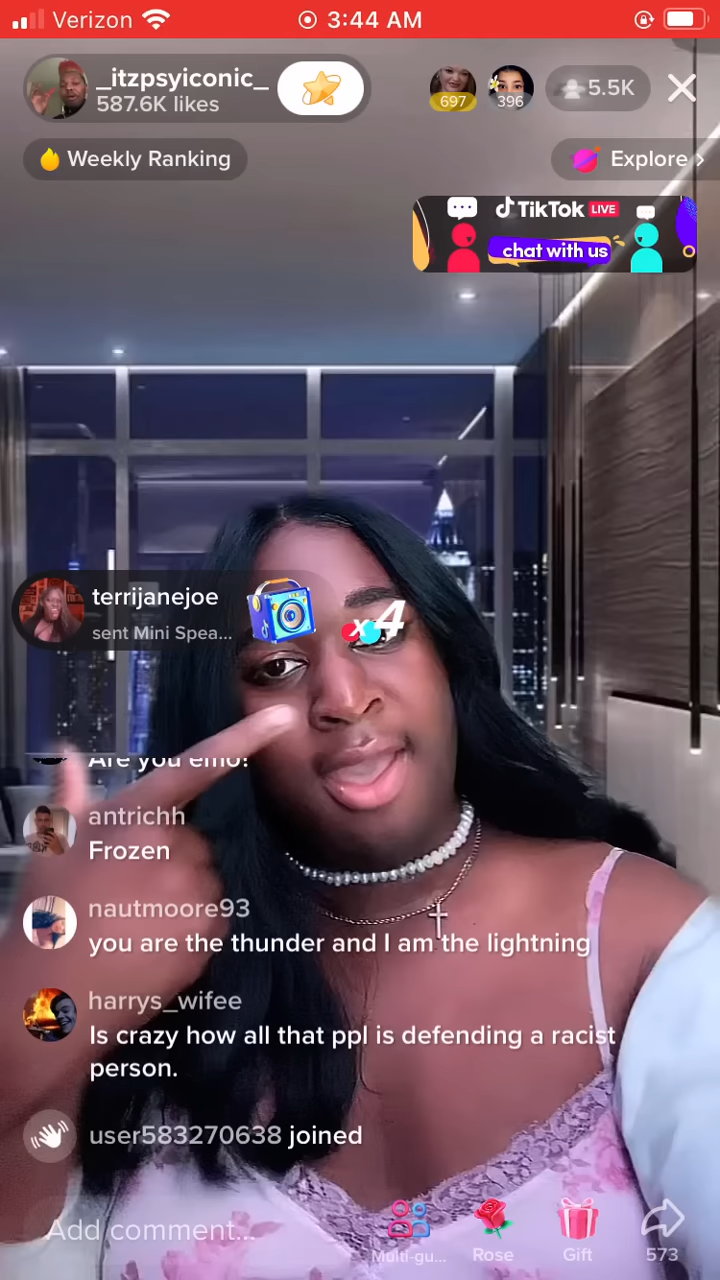 Verizon
3:44 AM
_itzpsyiconic_
587.6K likes
697
396
5.5K
Weekly Ranking
Explore
TikTok LIVE
chat with us
terrijanejoe
sent Mini Spea...
x4
Are you emo?
antrichh
Frozen
nautmoore93
you are the thunder and I am the lightning
harrys_wifee
Is crazy how all that ppl is defending a racist
person.
user583270638 joined
Add comment...
Multi-gu...
Rose
Gift
573